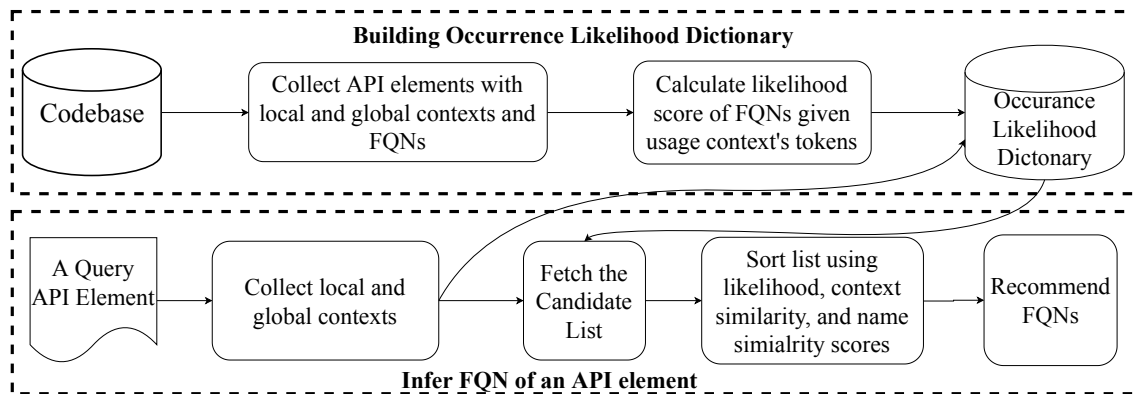 Building Occurrence Likelihood Dictionary
Codebase
Collect API elements with
local and global contexts and
FQNs
Calculate likelihood
score of FQNs given
usage context's tokens
Occurance
Likelihood
Dictonary
A Query
API Element
Collect local and
global contexts
Fetch the
Candidate
List
Sort list using
likelihood, context
similarity, and name
simialrity scores
Recommend
FQNs
Infer FQN of an API element